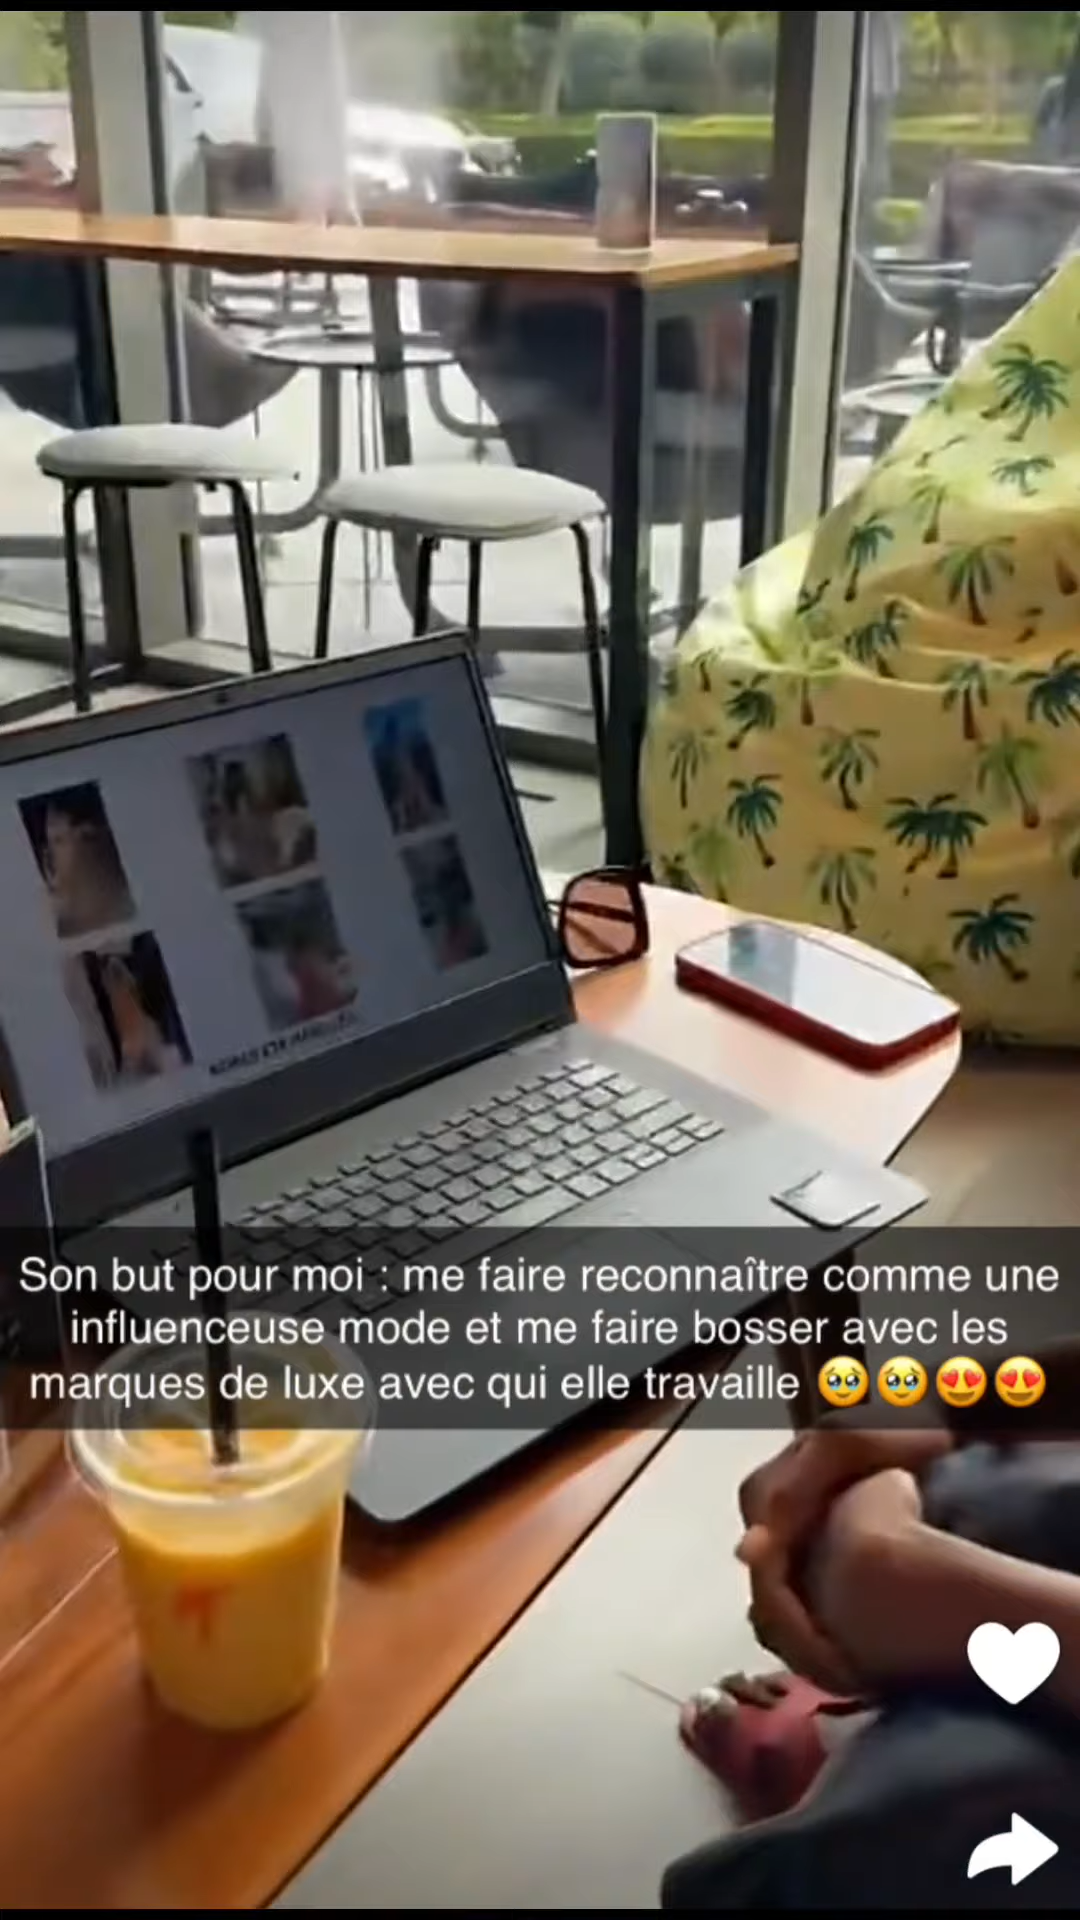 Son but pour moi : me faire reconnaître comme une
influenceuse mode et me faire bosser avec les
marques de luxe avec qui elle travaille 🥹🥹😍😍